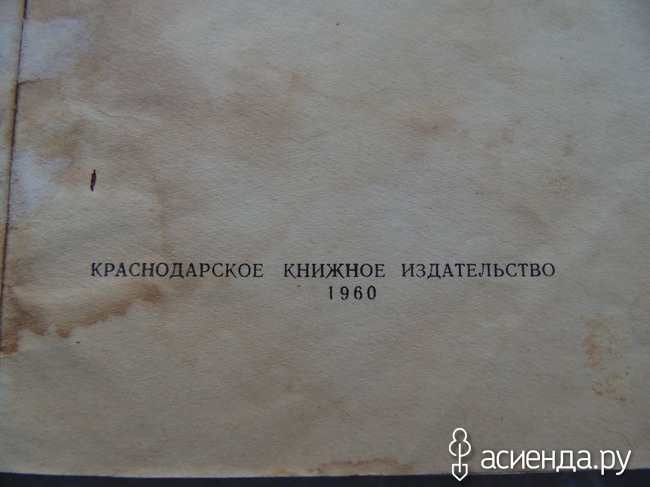 КРАСНОДАРСКОЕ КНИЖНОЕ ИЗДАТЕЛЬСТВО
1960
асиенда.ру